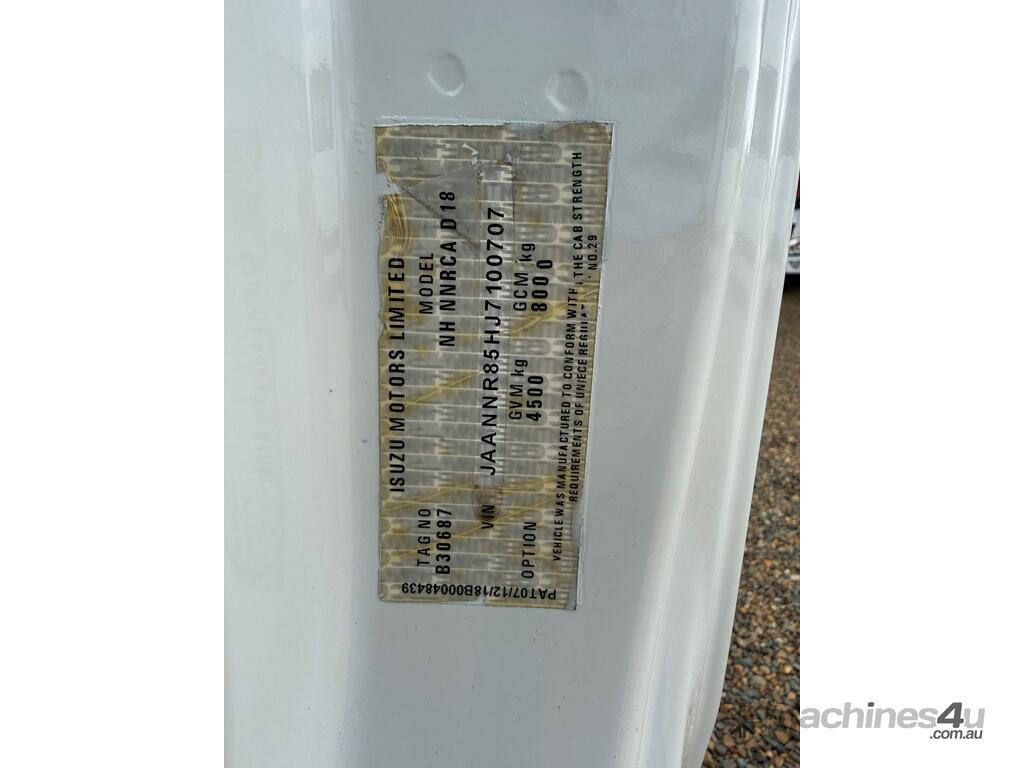 ISUZU MOTORS LIMITED
TAG NO MODEL
B30687 NH NNRCA D18
VIN JAANNR85HJ7100707
GVM kg GCM kg
OPTION 4500 8000
VEHICLE WAS MANUFACTURED TO CONFORM WITH THE CAB STRENGTH
REQUIREMENTS OF UN/ECE NO.29
PAT07/12/18B00048439
machines4u
.com.au